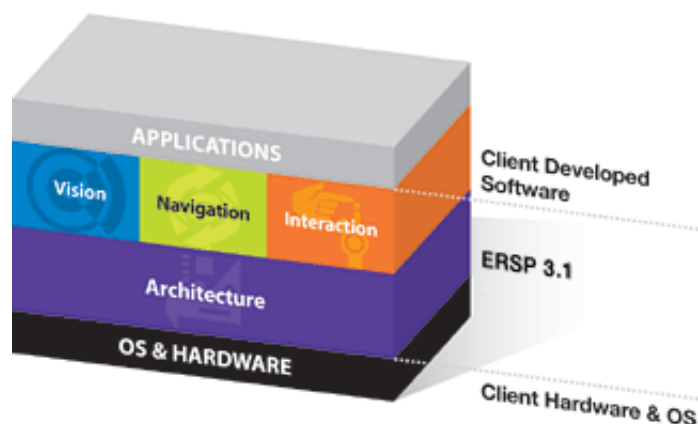 APPLICATIONS
Vision
Navigation
Interaction
Architecture
OS & HARDWARE
Client Developed
Software
ERSP 3.1
Client Hardware & OS